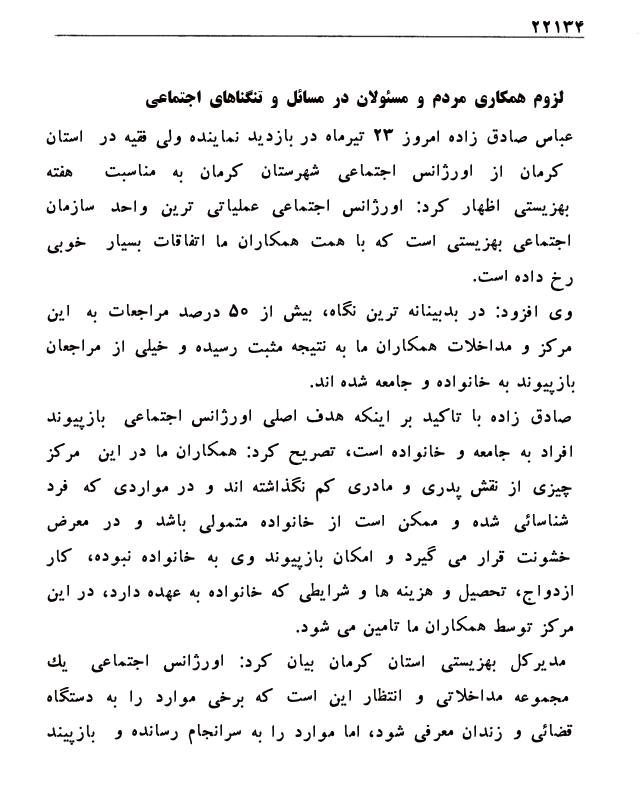 ۲۲۱۳۴
لزوم همکاری مردم و مسئولان در مسائل و تنگناهای اجتماعی
عباس صادق زاده امروز ۲۳ تیرماه در بازدید نماینده ولی فقیه در استان
کرمان از اورژانس اجتماعی شهرستان کرمان به مناسبت هفته
بهزیستی اظهار کرد: اورژانس اجتماعی عملیاتی ترین واحد سازمان
اجتماعی بهزیستی است که با همت همکاران ما اتفاقات بسیار خوبی
رخ داده است.
وی افزود: در بدبینانه ترین نگاه، بیش از ۵۰ درصد مراجعات به این
مرکز و مداخلات همکاران ما به نتیجه مثبت رسیده و خیلی از مراجعان
بازپیوند به خانواده و جامعه شده اند.
صادق زاده با تاکید بر اینکه هدف اصلی اورژانس اجتماعی بازپیوند
افراد به جامعه و خانواده است، تصریح کرد: همکاران ما در این مرکز
چیزی از نقش پدری و مادری کم نگذاشته اند و در مواردی که فرد
شناسائی شده و ممکن است از خانواده متمولی باشد و در معرض
خشونت قرار می گیرد و امکان بازپیوند وی به خانواده نبوده، کار
ازدواج، تحصیل و هزینه ها و شرایطی که خانواده به عهده دارد، در این
مرکز توسط همکاران ما تامین می شود.
مدیرکل بهزیستی استان کرمان بیان کرد: اورژانس اجتماعی یك
مجموعه مداخلاتی و انتظار این است که برخی موارد را به دستگاه
قضائی و زندان معرفی شود، اما موارد را به سرانجام رسانده و بازپیند